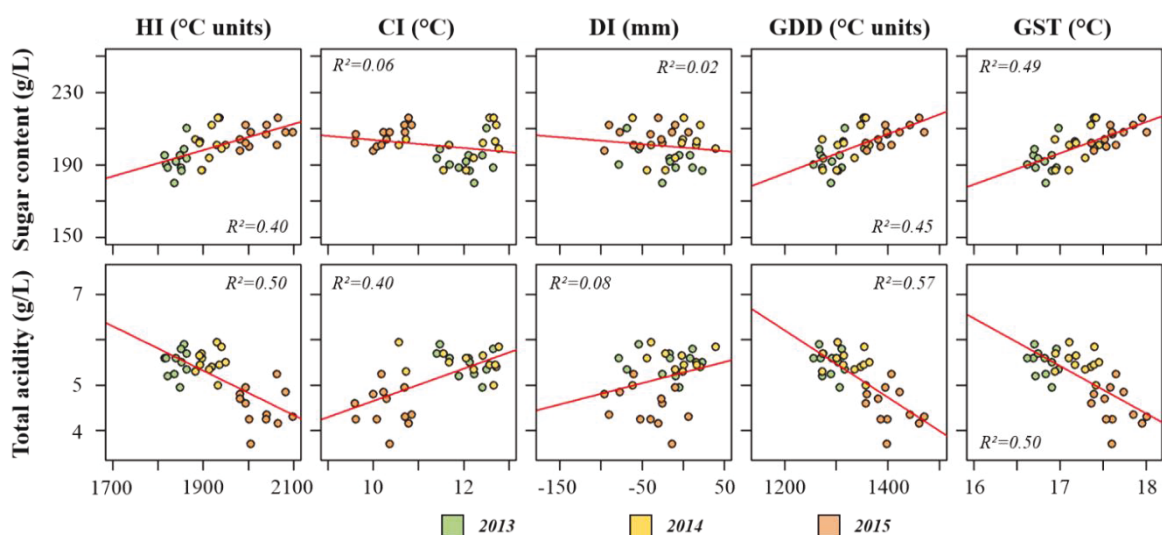 HI (°C units) CI (°C) DI (mm) GDD (°C units) GST (°C)
Sugar content (g/L)
230
190
150
R²=0.40
R²=0.06
R²=0.02
R²=0.45
R²=0.49
Total acidity (g/L)
7
5
4
R²=0.50
R²=0.40
R²=0.08
R²=0.57
R²=0.50
1700 1900 2100 10 12 -150 -50 50 1200 1400 16 17 18
2013 2014 2015